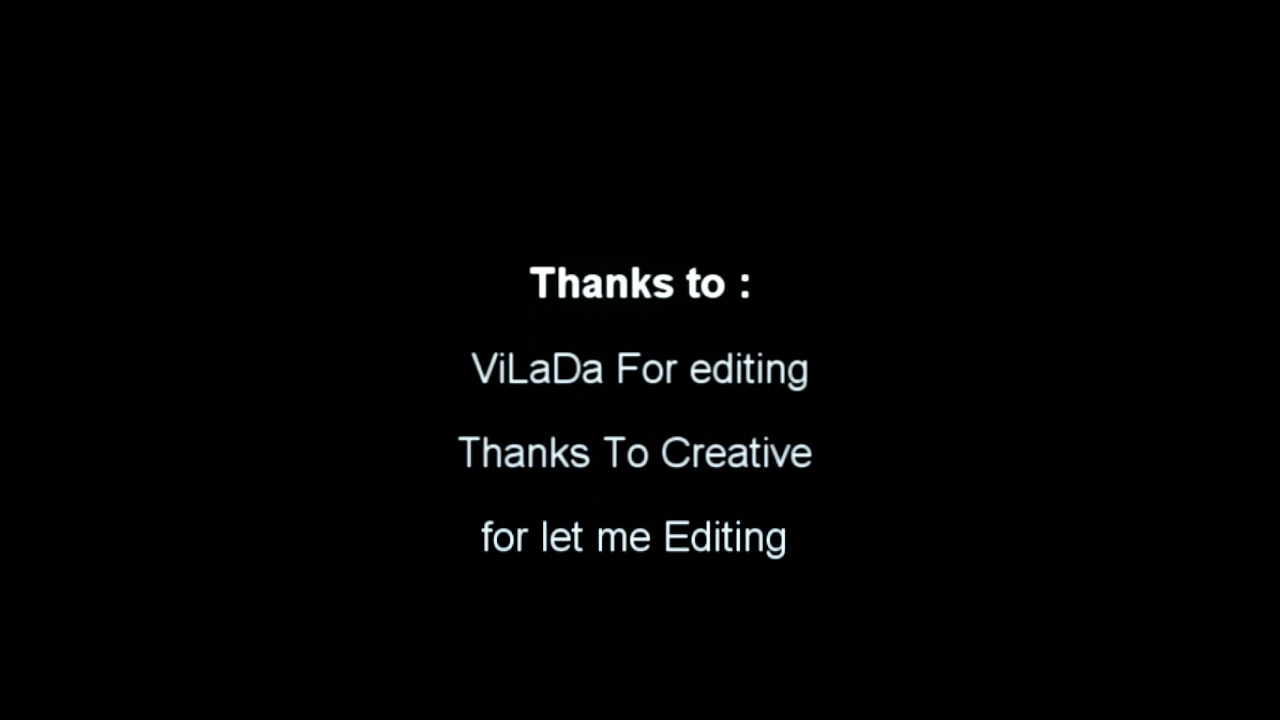 Thanks to :
ViLaDa For editing
Thanks To Creative
for let me Editing